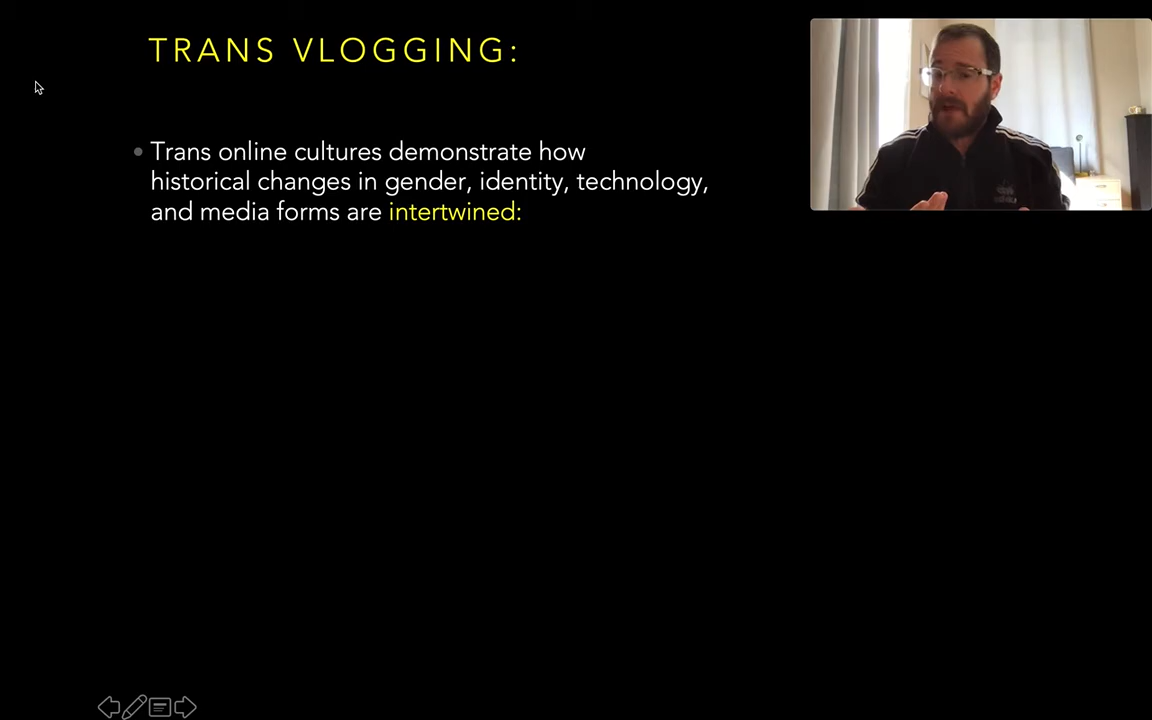 TRANS VLOGGING:
Trans online cultures demonstrate how
historical changes in gender, identity, technology,
and media forms are intertwined: